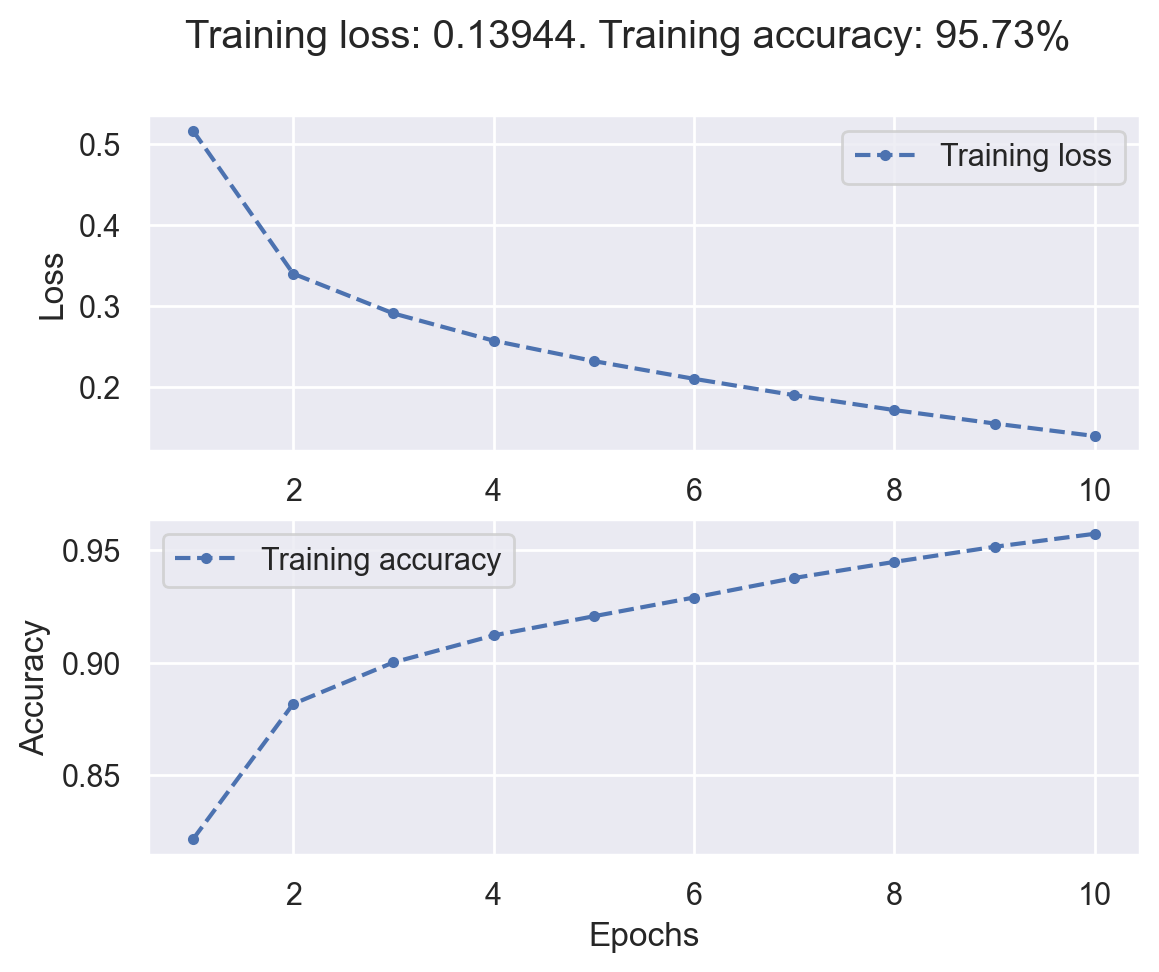 Training loss: 0.13944. Training accuracy: 95.73%
Training loss
0.5
0.4
0.3
0.2
Loss
2 4 6 8 10
Training accuracy
0.95
0.90
0.85
Accuracy
2 4 6 8 10
Epochs